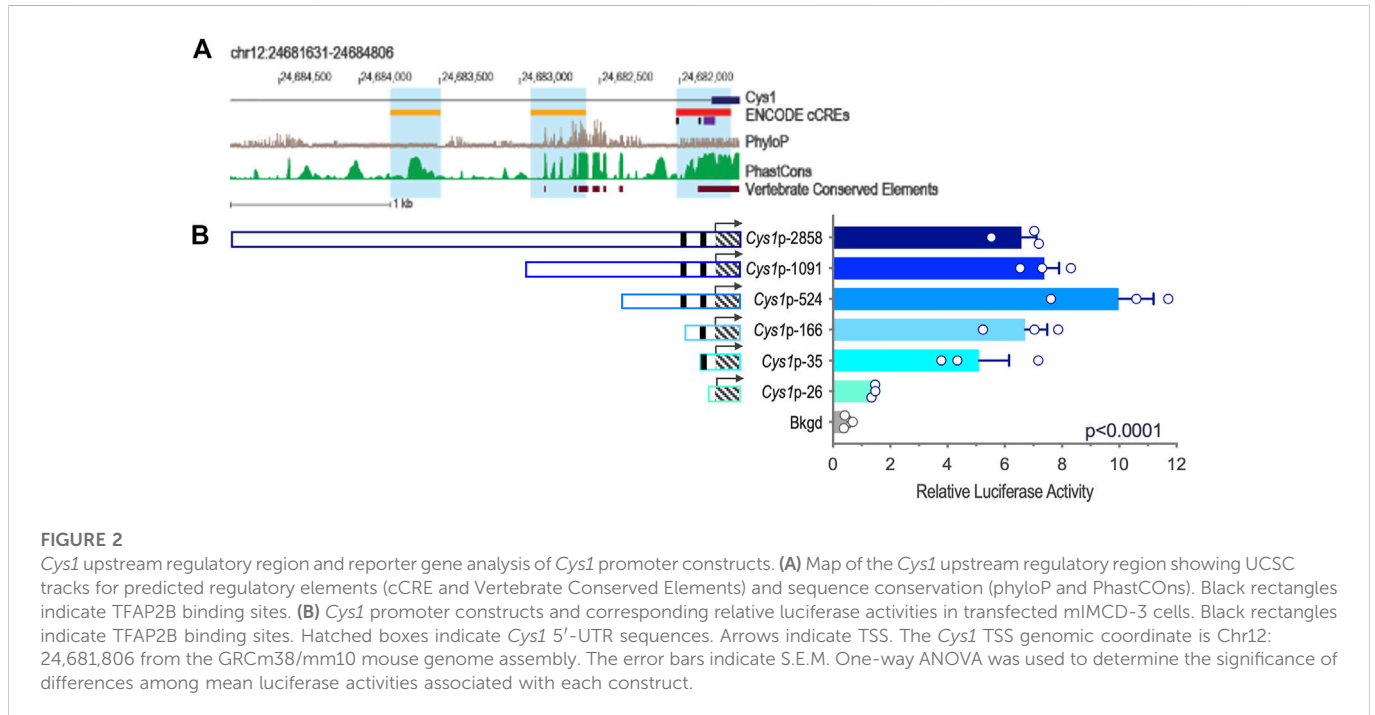 A
chr12:24681631-24684806
24,684,500 24,684,000 24,683,500 24,683,000 24,682,500 24,682,000
Cys1
ENCODE cCREs
PhyloP
PhastCons
Vertebrate Conserved Elements
1 kb
B
Cys1p-2858
Cys1p-1091
Cys1p-524
Cys1p-166
Cys1p-35
Cys1p-26
Bkgd
p<0.0001
0 2 4 6 8 10 12
Relative Luciferase Activity
FIGURE 2
Cys1 upstream regulatory region and reporter gene analysis of Cys1 promoter constructs. (A) Map of the Cys1 upstream regulatory region showing UCSC
tracks for predicted regulatory elements (cCRE and Vertebrate Conserved Elements) and sequence conservation (phyloP and PhastCOns). Black rectangles
indicate TFAP2B binding sites. (B) Cys1 promoter constructs and corresponding relative luciferase activities in transfected mIMCD-3 cells. Black rectangles
indicate TFAP2B binding sites. Hatched boxes indicate Cys1 5′-UTR sequences. Arrows indicate TSS. The Cys1 TSS genomic coordinate is Chr12:
24,681,806 from the GRCm38/mm10 mouse genome assembly. The error bars indicate S.E.M. One-way ANOVA was used to determine the significance of
differences among mean luciferase activities associated with each construct.